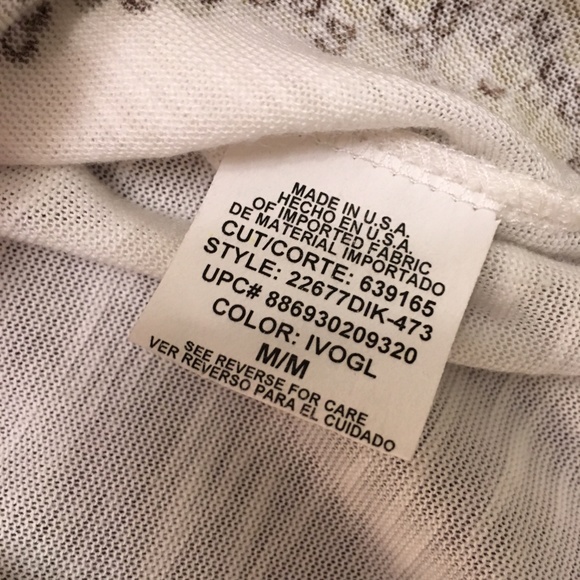 MADE IN U.S.A.
HECHO EN U.S.A.
OF IMPORTED FABRIC
DE MATERIAL IMPORTADO
CUT/CORTE: 639165
STYLE: 22677DIK-473
UPC# 886930209320
COLOR: IVOGL
M/M
SEE REVERSE FOR CARE
VER REVERSO PARA EL CUIDADO